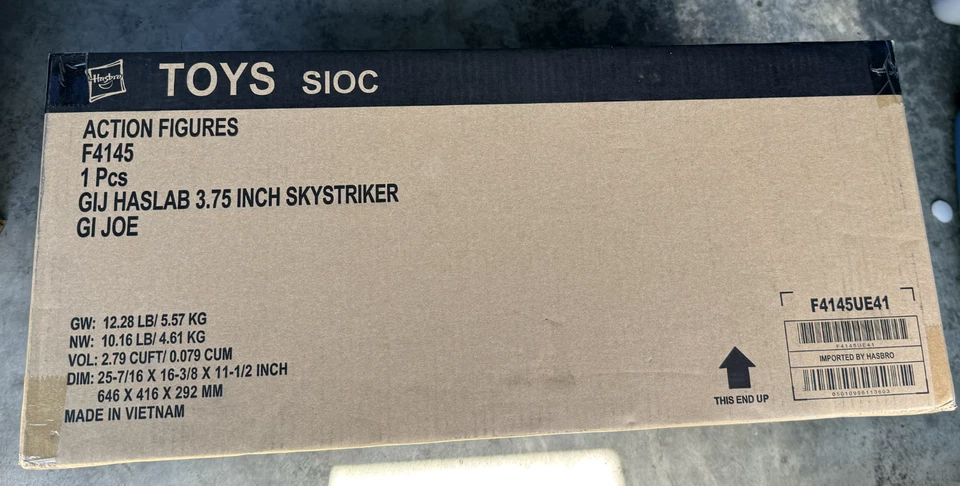 Hasbro
TOYS SIOC
ACTION FIGURES
F4145
1 Pcs
GIJ HASLAB 3.75 INCH SKYSTRIKER
GI JOE
GW: 12.28 LB/ 5.57 KG
NW: 10.16 LB/ 4.61 KG
VOL: 2.79 CUFT/ 0.079 CUM
DIM: 25-7/16 X 16-3/8 X 11-1/2 INCH
646 X 416 X 292 MM
MADE IN VIETNAM
THIS END UP
F4145UE41
F4145UE41
IMPORTED BY HASBRO